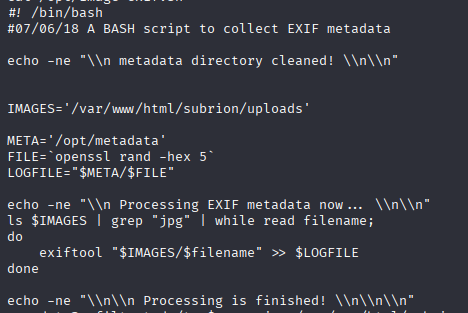 #! /bin/bash
#07/06/18 A BASH script to collect EXIF metadata
echo -ne "\\n metadata directory cleaned! \\n\\n"
IMAGES='/var/www/html/subrion/uploads'
META='/opt/metadata'
FILE=`openssl rand -hex 5`
LOGFILE="$META/$FILE"
echo -ne "\\n Processing EXIF metadata now... \\n\\n"
ls $IMAGES | grep "jpg" | while read filename;
do
    exiftool "$IMAGES/$filename" >> $LOGFILE
done
echo -ne "\\n\\n Processing is finished! \\n\\n\\n"